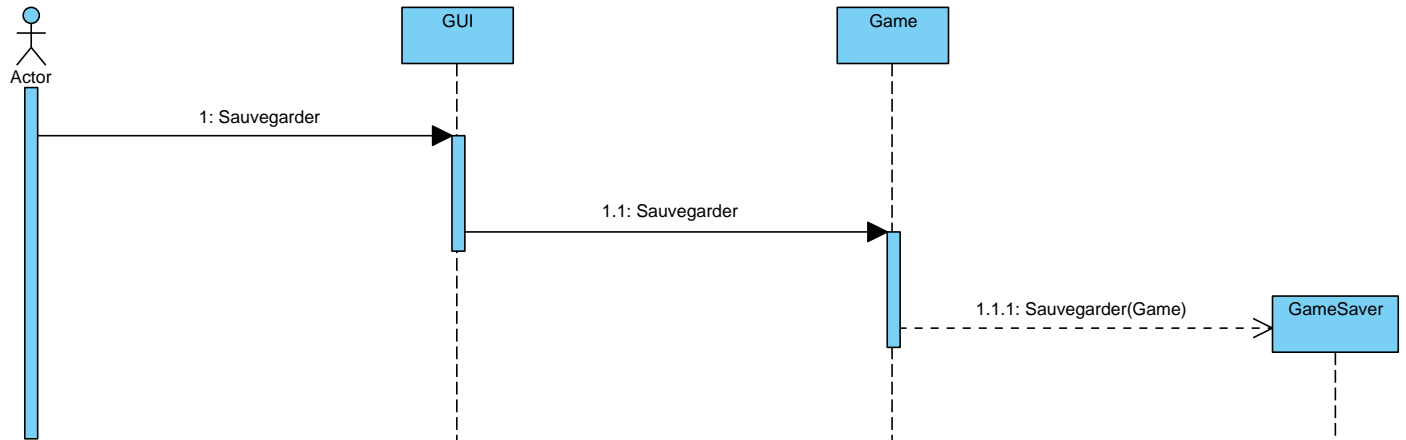 GUI
Game
Actor
1: Sauvegarder
1.1: Sauvegarder
1.1.1: Sauvegarder(Game)
GameSaver